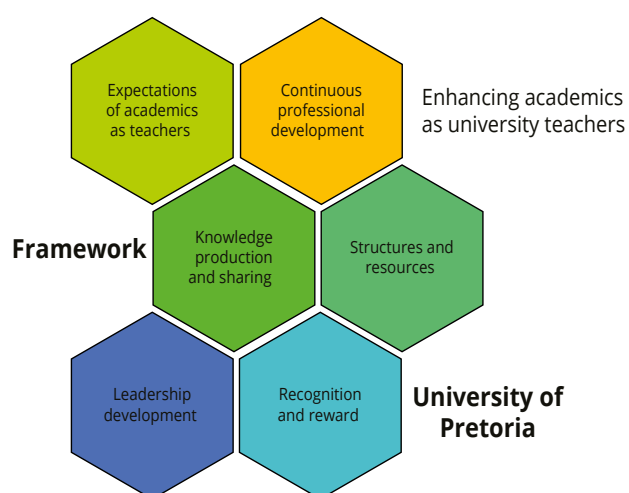 Expectations
of academics
as teachers
Continuous
professional
development
Enhancing academics
as university teachers
Framework
Knowledge
production
and sharing
Structures and
resources
Leadership
development
Recognition
and reward
University of
Pretoria